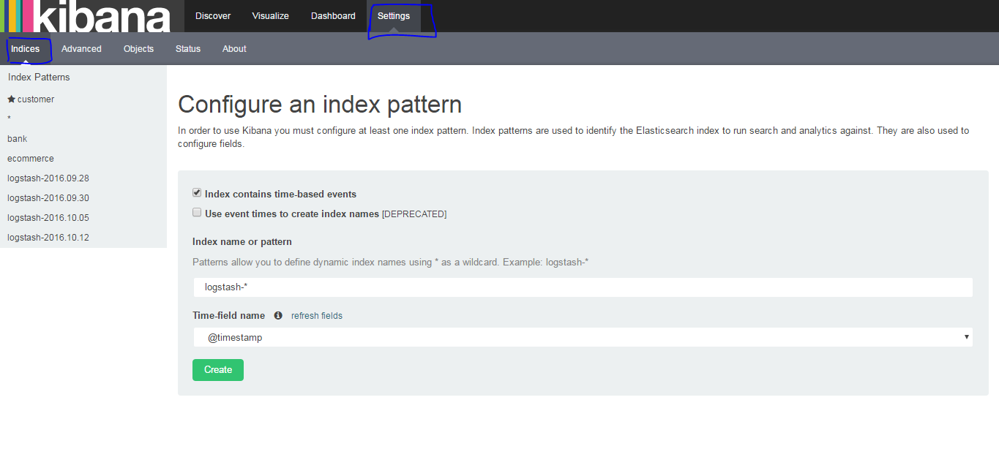 kibana Discover Visualize Dashboard Settings
Indices Advanced Objects Status About
Index Patterns
customer
*
bank
ecommerce
logstash-2016.09.28
logstash-2016.09.30
logstash-2016.10.05
logstash-2016.10.12
Configure an index pattern
In order to use Kibana you must configure at least one index pattern. Index patterns are used to identify the Elasticsearch index to run search and analytics against. They are also used to
configure fields.
Index contains time-based events
Use event times to create index names [DEPRECATED]
Index name or pattern
Patterns allow you to define dynamic index names using * as a wildcard. Example: logstash-*
logstash-*
Time-field name refresh fields
@timestamp
Create